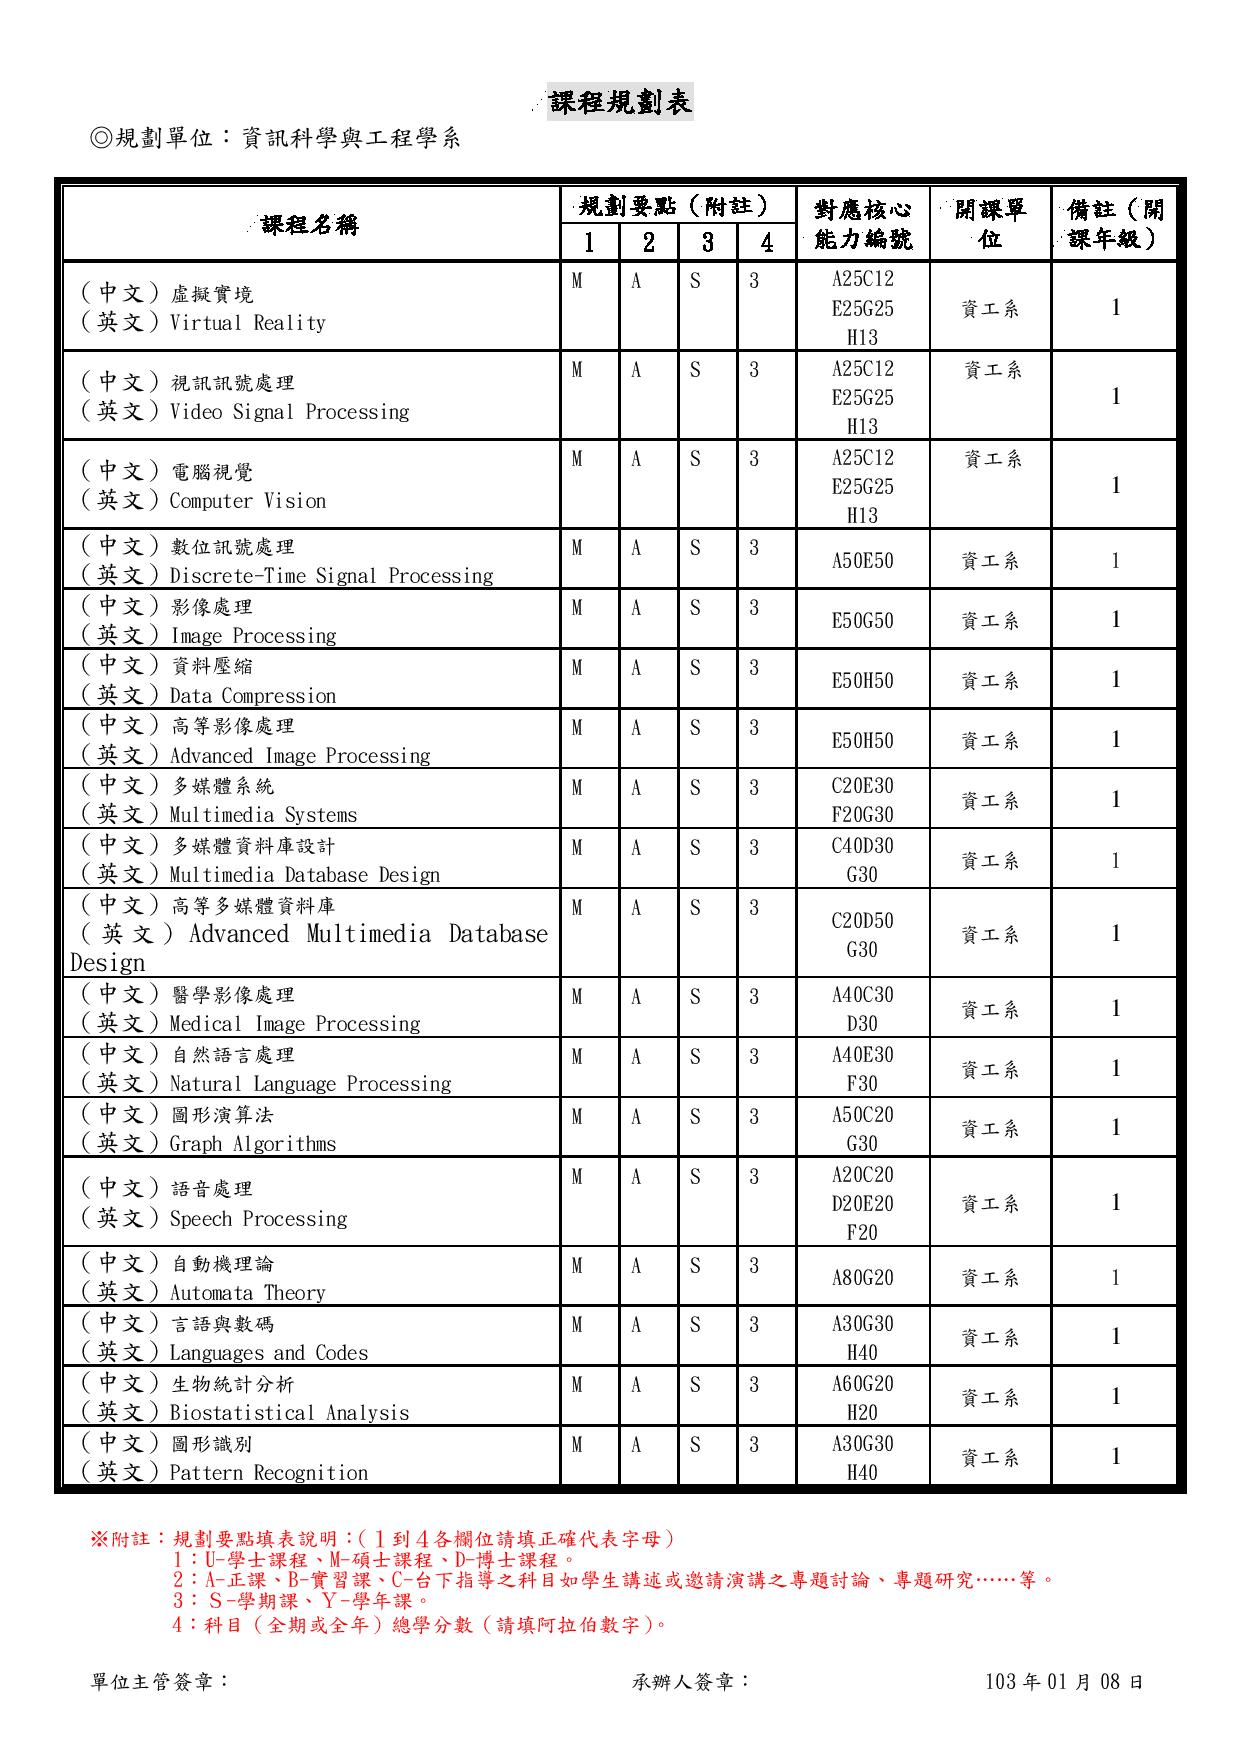 課程規劃表
◎規劃單位：資訊科學與工程學系
課程名稱 規劃要點（附註） 對應核心能力編號 開課單位 備註（開課年級）
1 2 3 4
（中文）虛擬實境
（英文）Virtual Reality
M A S 3 A25C12 E25G25 H13 資工系 1
（中文）視訊訊號處理
（英文）Video Signal Processing
M A S 3 A25C12 E25G25 H13 資工系 1
（中文）電腦視覺
（英文）Computer Vision
M A S 3 A25C12 E25G25 H13 資工系 1
（中文）數位訊號處理
（英文）Discrete-Time Signal Processing
M A S 3 A50E50 資工系 1
（中文）影像處理
（英文）Image Processing
M A S 3 E50G50 資工系 1
（中文）資料壓縮
（英文）Data Compression
M A S 3 E50H50 資工系 1
（中文）高等影像處理
（英文）Advanced Image Processing
M A S 3 E50H50 資工系 1
（中文）多媒體系統
（英文）Multimedia Systems
M A S 3 C20E30 F20G30 資工系 1
（中文）多媒體資料庫設計
（英文）Multimedia Database Design
M A S 3 C40D30 G30 資工系 1
（中文）高等多媒體資料庫
（英文）Advanced Multimedia Database
Design
M A S 3 C20D50 G30 資工系 1
（中文）醫學影像處理
（英文）Medical Image Processing
M A S 3 A40C30 D30 資工系 1
（中文）自然語言處理
（英文）Natural Language Processing
M A S 3 A40E30 F30 資工系 1
（中文）圖形演算法
（英文）Graph Algorithms
M A S 3 A50C20 G30 資工系 1
（中文）語音處理
（英文）Speech Processing
M A S 3 A20C20 D20E20 F20 資工系 1
（中文）自動機理論
（英文）Automata Theory
M A S 3 A80G20 資工系 1
（中文）言語與數碼
（英文）Languages and Codes
M A S 3 A30G30 H40 資工系 1
（中文）生物統計分析
（英文）Biostatistical Analysis
M A S 3 A60G20 H20 資工系 1
（中文）圖形識別
（英文）Pattern Recognition
M A S 3 A30G30 H40 資工系 1
※附註：規劃要點填表說明：（１到４各欄位請填正確代表字母）
1：U-學士課程、M-碩士課程、D-博士課程。
2：A-正課、B-實習課、C-台下指導之科目如學生講述或邀請演講之專題討論、專題研究……等。
3：Ｓ-學期課、Ｙ-學年課。
4：科目（全期或全年）總學分數（請填阿拉伯數字）。
單位主管簽章： 承辦人簽章： 103 年 01 月 08 日